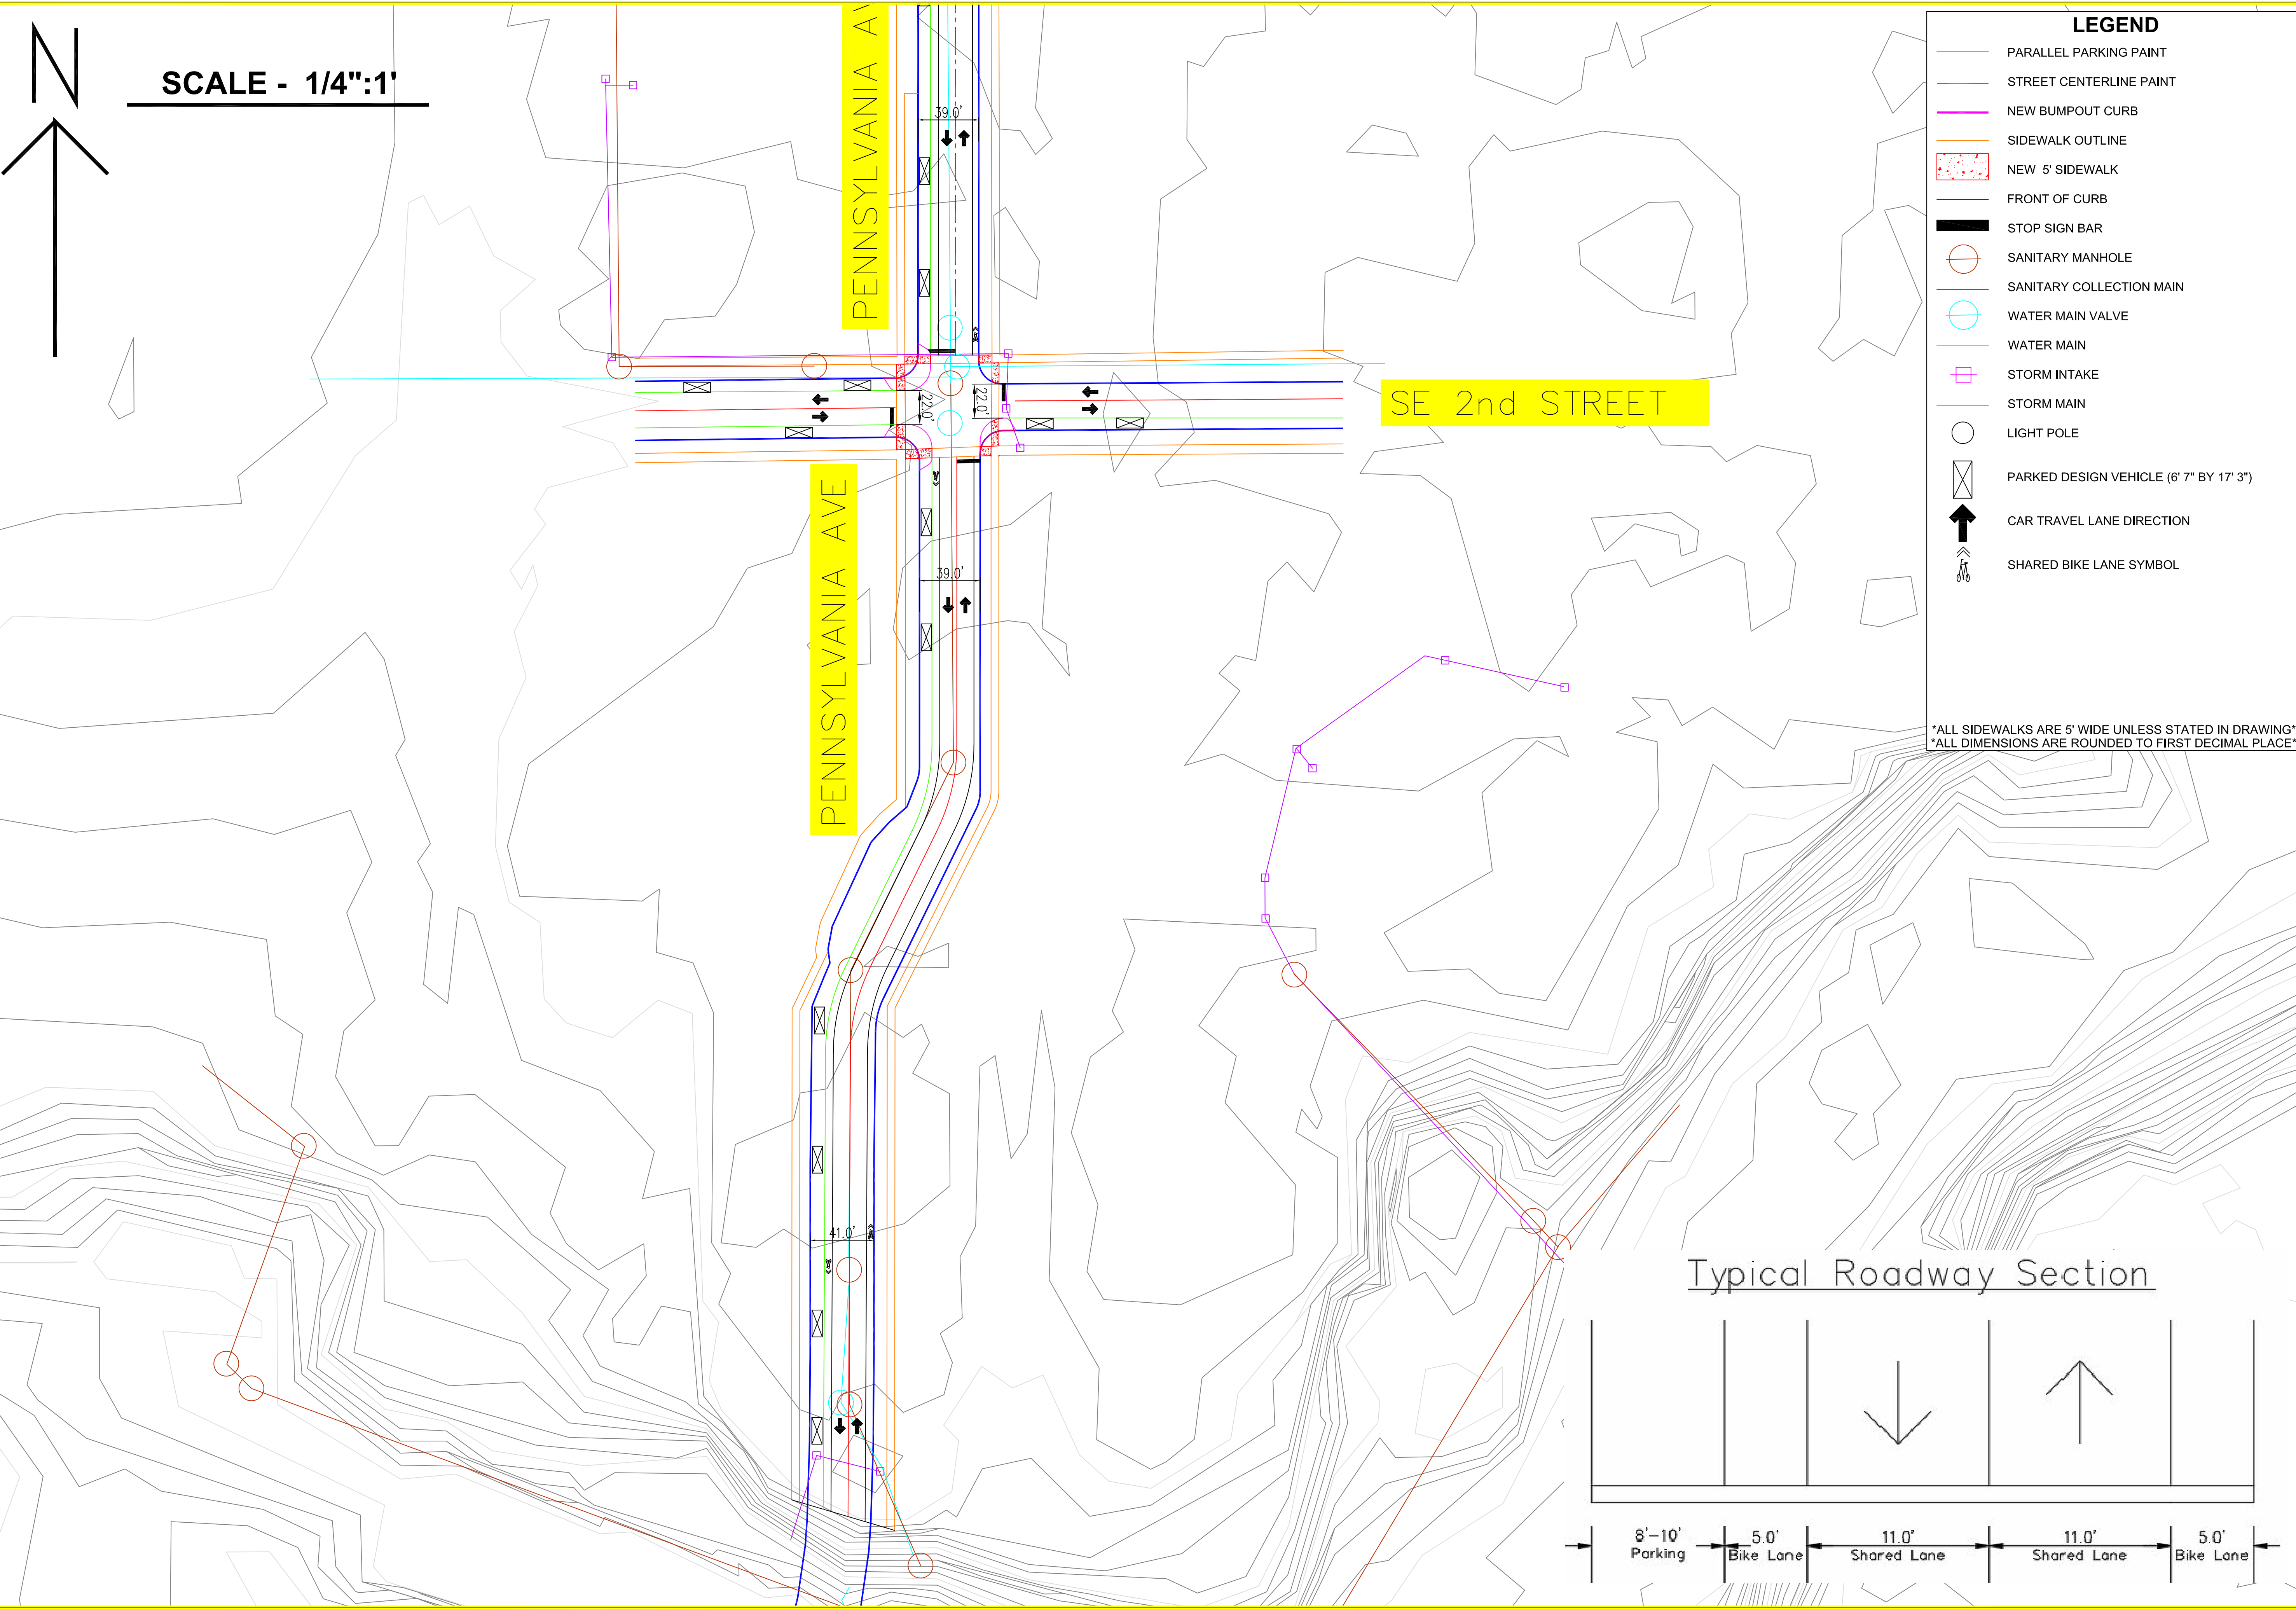 N
SCALE - 1/4":1'
PENNSYLVANIA AV
39.0'
22.0'
22.0'
SE 2nd STREET
PENNSYLVANIA AVE
39.0'
41.0'
LEGEND
PARALLEL PARKING PAINT
STREET CENTERLINE PAINT
NEW BUMPOUT CURB
SIDEWALK OUTLINE
NEW 5' SIDEWALK
FRONT OF CURB
STOP SIGN BAR
SANITARY MANHOLE
SANITARY COLLECTION MAIN
WATER MAIN VALVE
WATER MAIN
STORM INTAKE
STORM MAIN
LIGHT POLE
PARKED DESIGN VEHICLE (6' 7" BY 17' 3")
CAR TRAVEL LANE DIRECTION
SHARED BIKE LANE SYMBOL
*ALL SIDEWALKS ARE 5' WIDE UNLESS STATED IN DRAWING*
*ALL DIMENSIONS ARE ROUNDED TO FIRST DECIMAL PLACE*
Typical Roadway Section
8'-10' 5.0' 11.0' 11.0' 5.0'
Parking Bike Lane Shared Lane Shared Lane Bike Lane